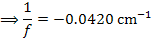 ⟹ 1/f = −0.0420 cm⁻¹